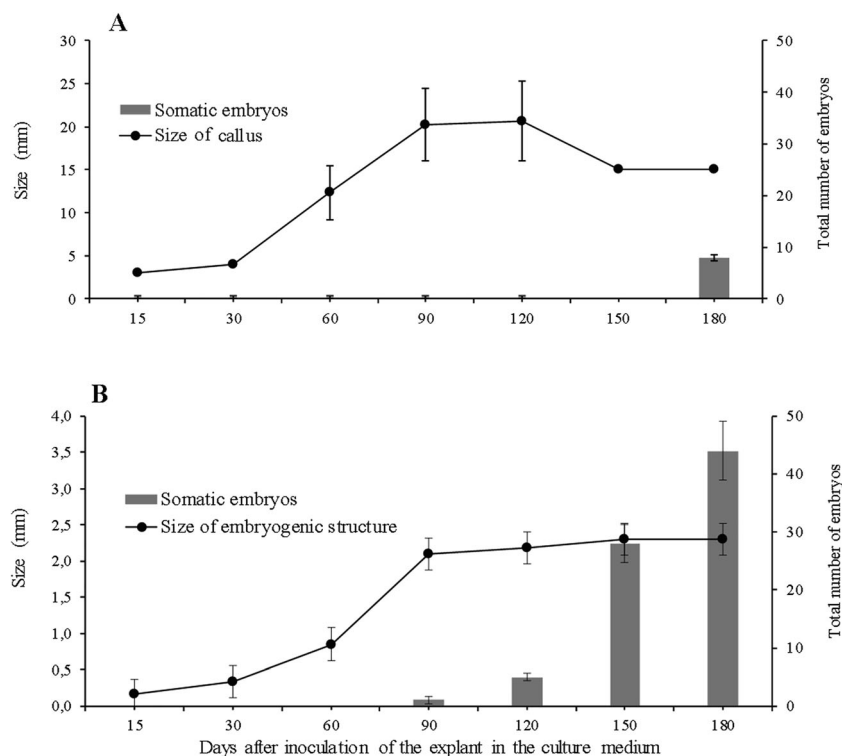 A
30
25
20
15
10
5
0
Size (mm)
50
40
30
20
10
0
Total number of embryos
Somatic embryos
Size of callus
15 30 60 90 120 150 180
B
4,0
3,5
3,0
2,5
2,0
1,5
1,0
0,5
0,0
Size (mm)
50
40
30
20
10
0
Total number of embryos
Somatic embryos
Size of embryogenic structure
15 30 60 90 120 150 180
Days after inoculation of the explant in the culture medium